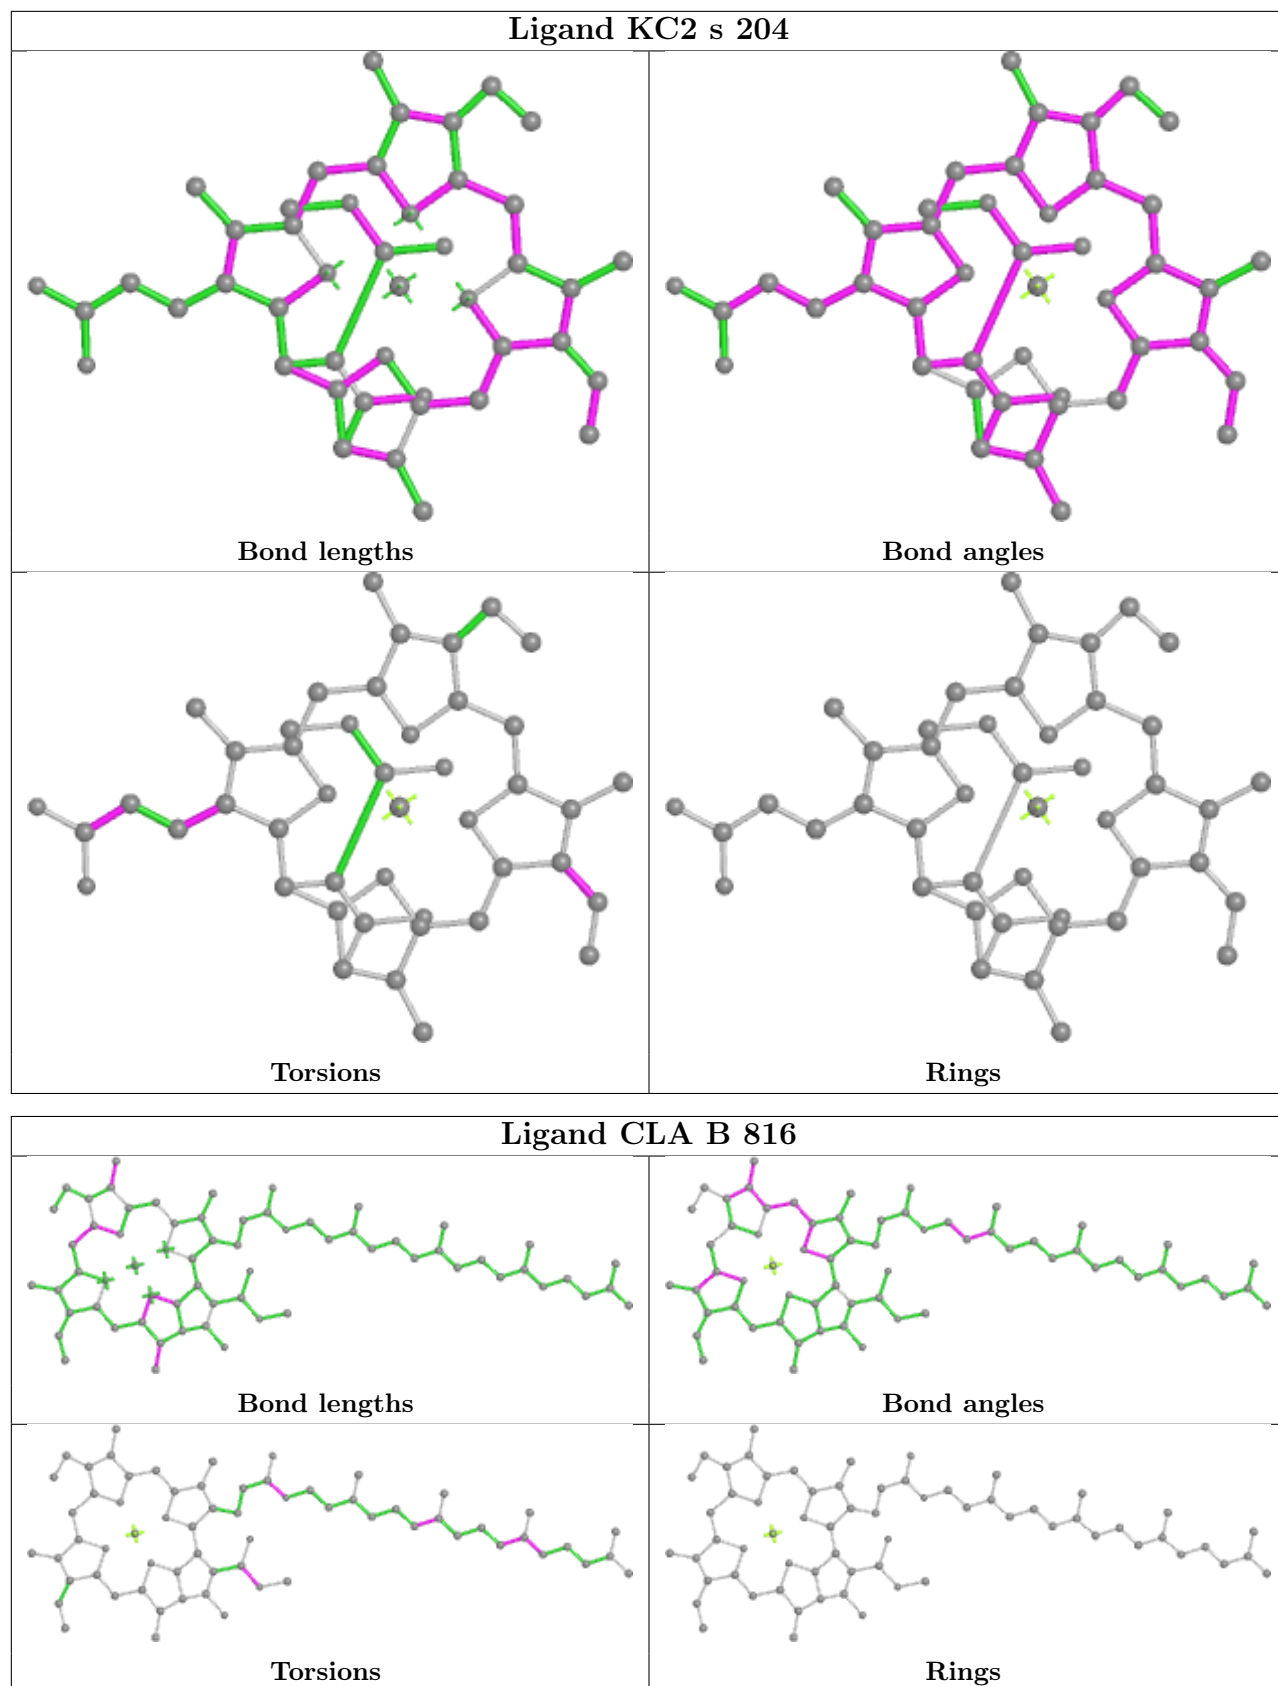 Ligand KC2 s 204
Bond lengths
Bond angles
Torsions
Rings
Ligand CLA B 816
Bond lengths
Bond angles
Torsions
Rings